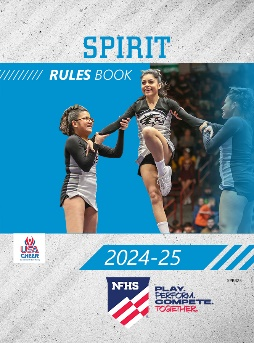 SPIRIT
RULES BOOK
USA
CHEER
2024-25
NFHS
PLAY.
PERFORM.
COMPETE.
TOGETHER.